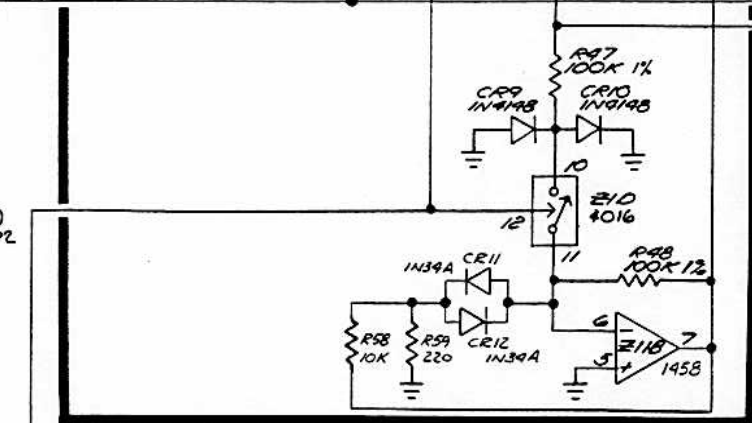 R47
100K 1%
CR9
1N4148
CR10
1N4148
10
Z10
4016
12
11
R48
100K 1%
1N34A
CR11
R58
10K
R59
220
CR12
1N34A
6
-
Z11B
7
5
+
1458